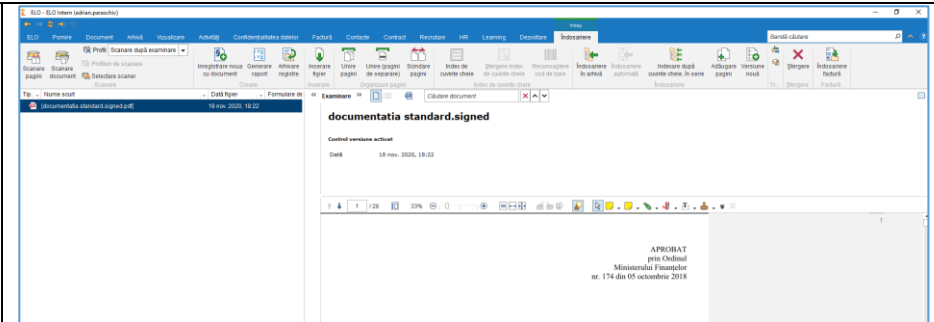 ELO - ELO Intern (adrian.paraschiv)
Intray
ELO Pornire Document Arhivă Vizualizare Activități Confidențialitatea datelor Factură Contacte Contract Recrutare HR Learning Depozitare Îndosariere
Bandă căutare
Scanare pagini
Scanare document
Profil Scanare după examinare
Profiluri de scanare
Selectare scaner
Înregistrare noua cu document
Generare raport
Arhivare registre
Inserare fișier
Unire pagini
Unire (pagini de separare)
Scindare pagini
Index de cuvinte cheie
Ștergere index de cuvinte cheie
Recunoaștere cod de bare
Îndosariere în arhivă
Îndosariere automată
Indexare după cuvinte cheie, în serie
Adăugare pagini
Versiune nouă
Ștergere
Îndosariere factură
Scanare Creare Inserare Organizare pagini Index de cuvinte cheie Îndosariere Tr... Ștergere Factură
Tip Nume scurt Dată fișier Formulare de
[documentatia standard.signed.pdf] 18 nov. 2020, 18:22
Examinare Căutare document
documentatia standard.signed
Control versiune activat
Dată 18 nov. 2020, 18:22
1 /28 33%
1
APROBAT
prin Ordinul
Ministerului Finanțelor
nr. 174 din 05 octombrie 2018